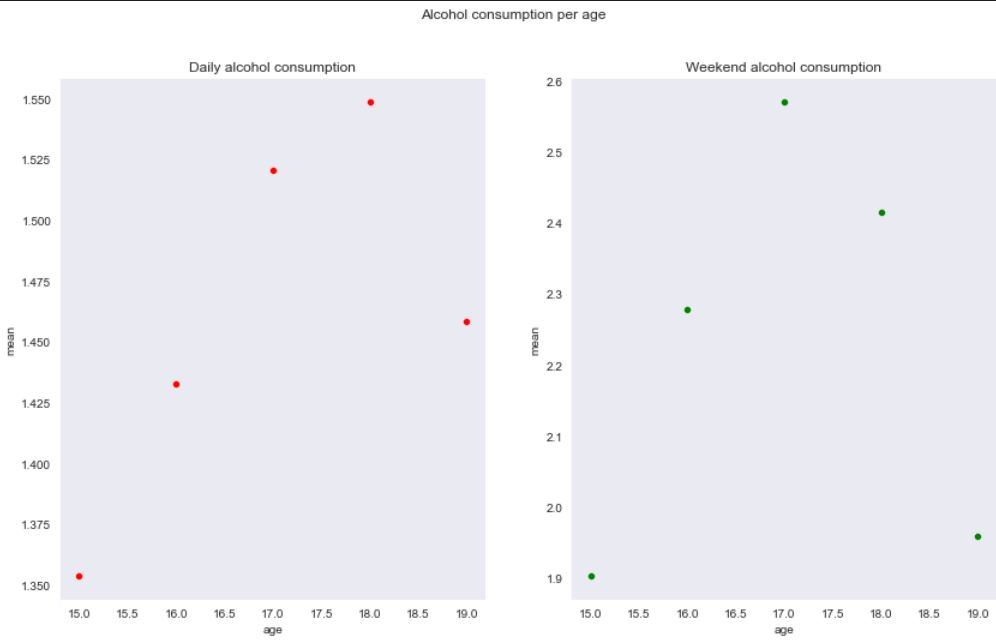 Alcohol consumption per age
Daily alcohol consumption
1.550
1.525
1.500
1.475
1.450
1.425
1.400
1.375
1.350
mean
15.0 15.5 16.0 16.5 17.0 17.5 18.0 18.5 19.0
age
Weekend alcohol consumption
2.6
2.5
2.4
2.3
2.2
2.1
2.0
1.9
mean
15.0 15.5 16.0 16.5 17.0 17.5 18.0 18.5 19.0
age